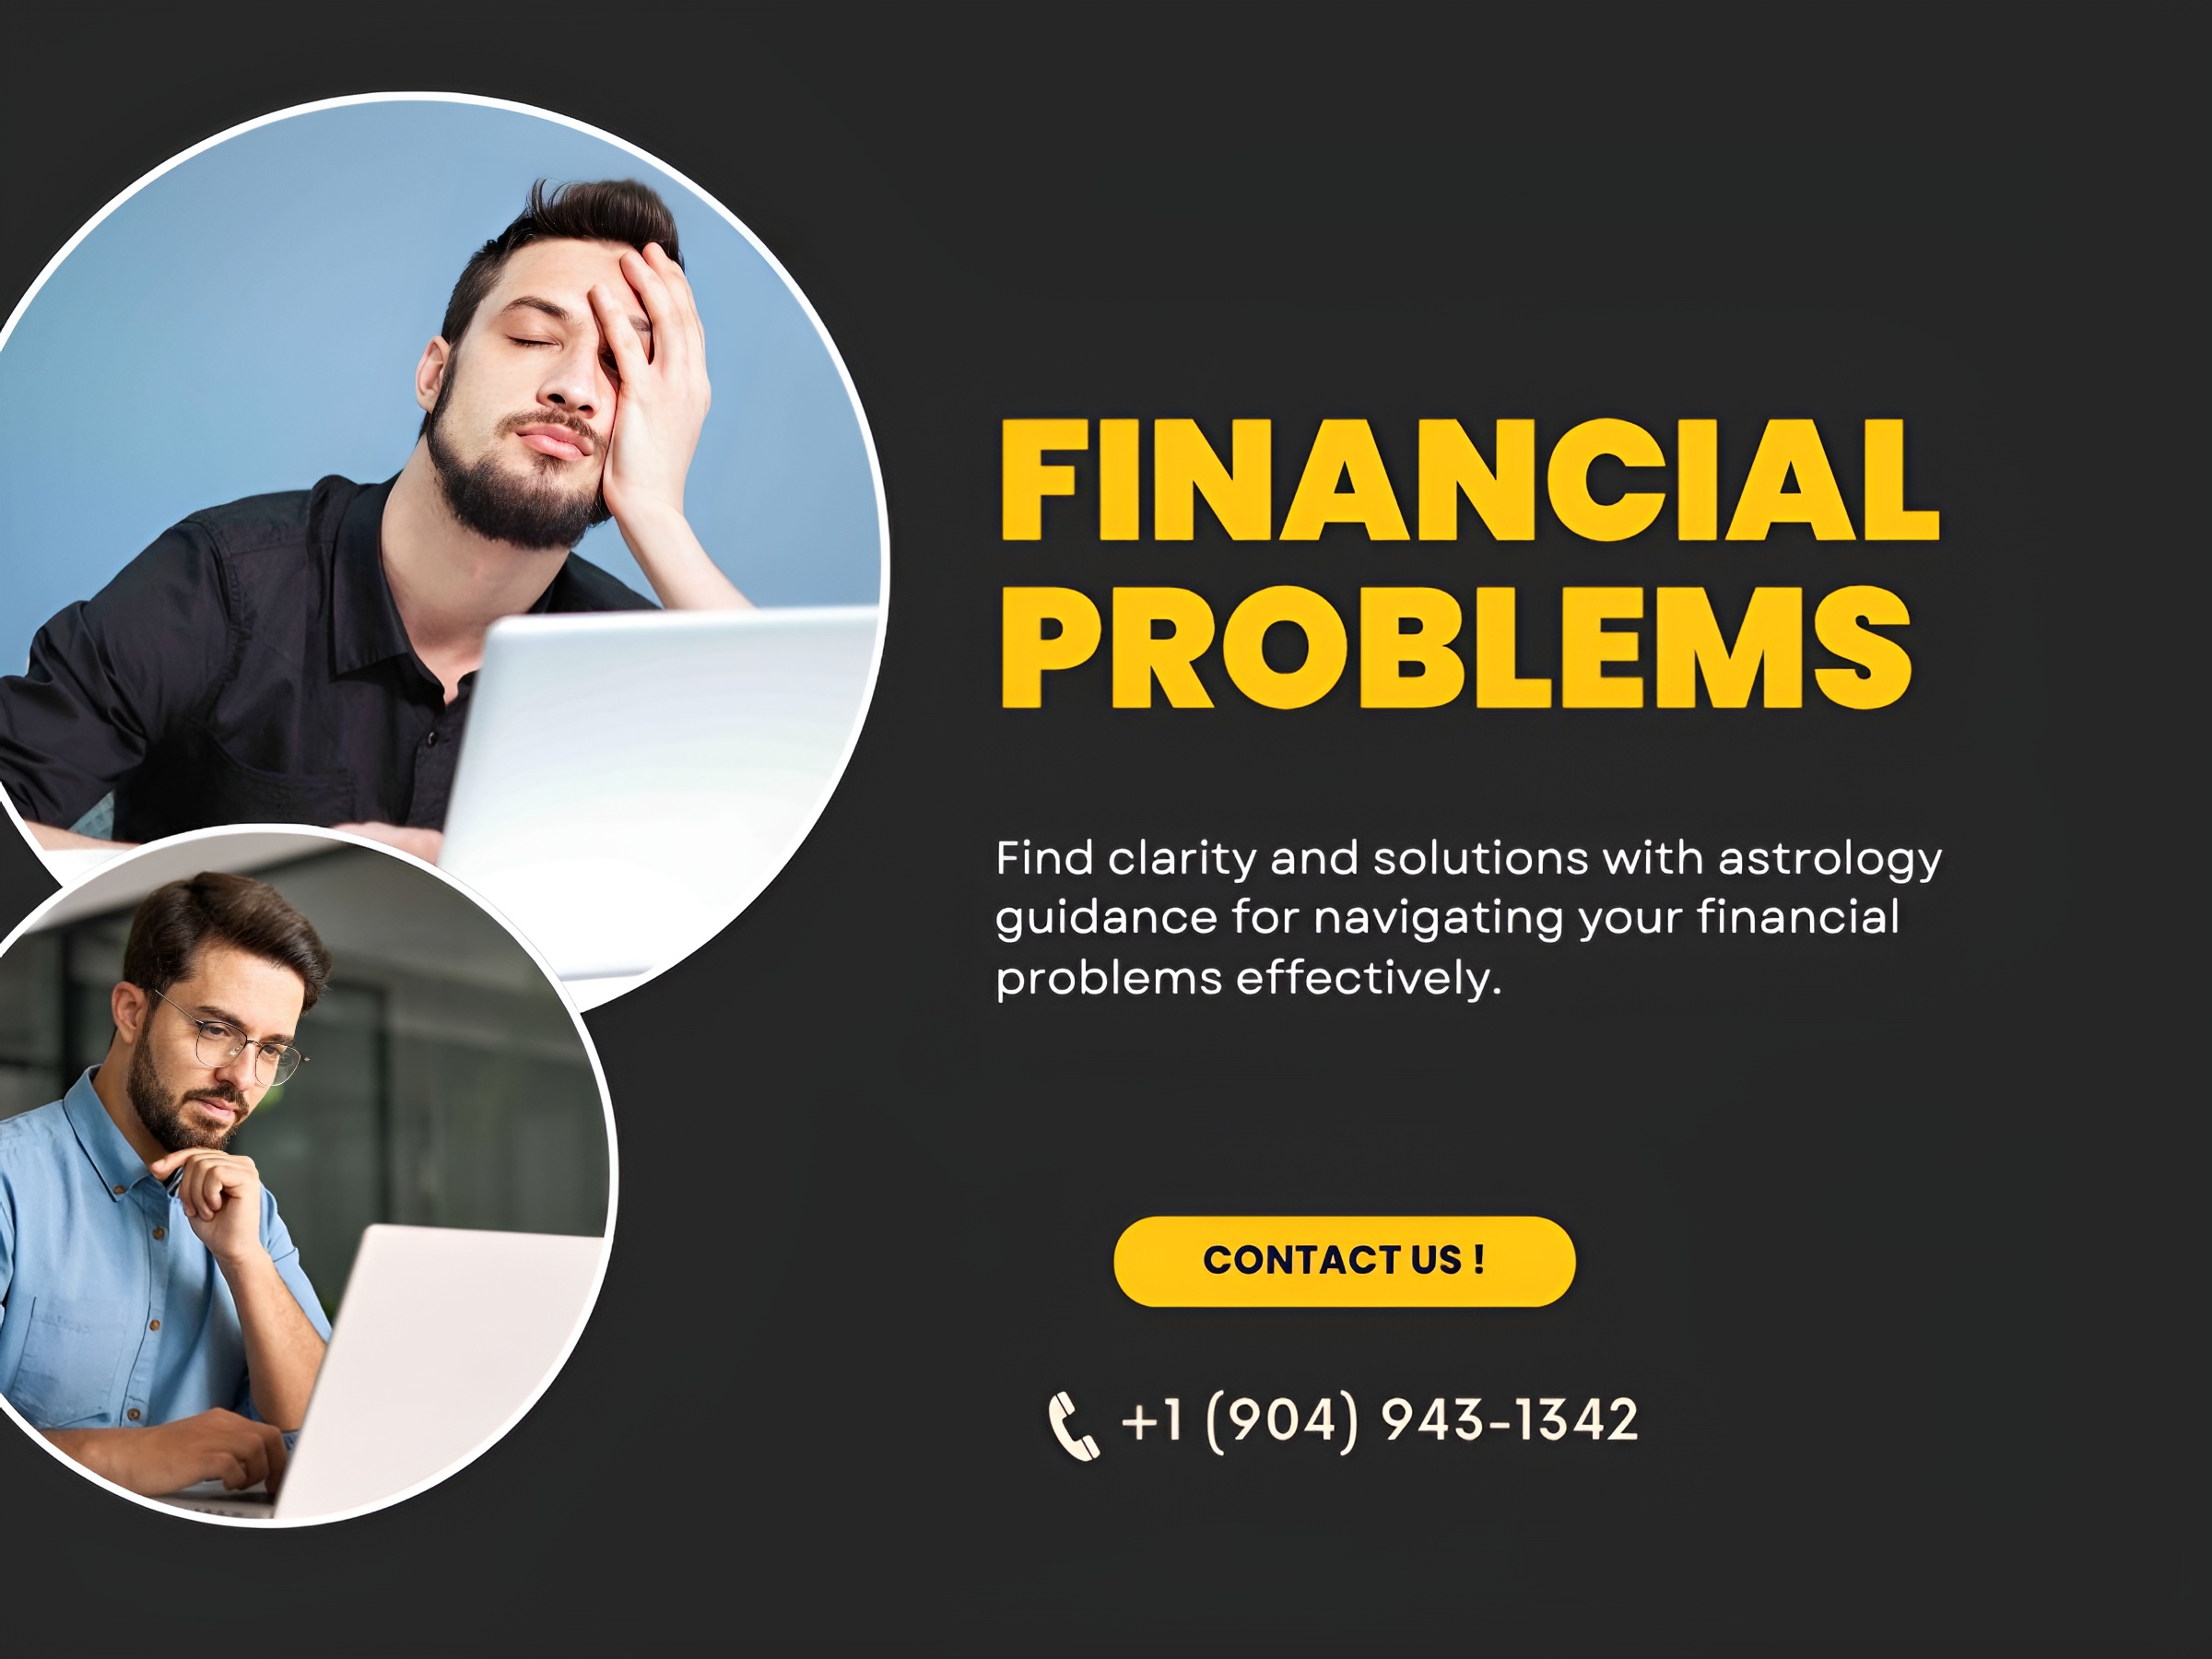 FINANCIAL
PROBLEMS
Find clarity and solutions with astrology
guidance for navigating your financial
problems effectively.
CONTACT US !
+1 (904) 943-1342